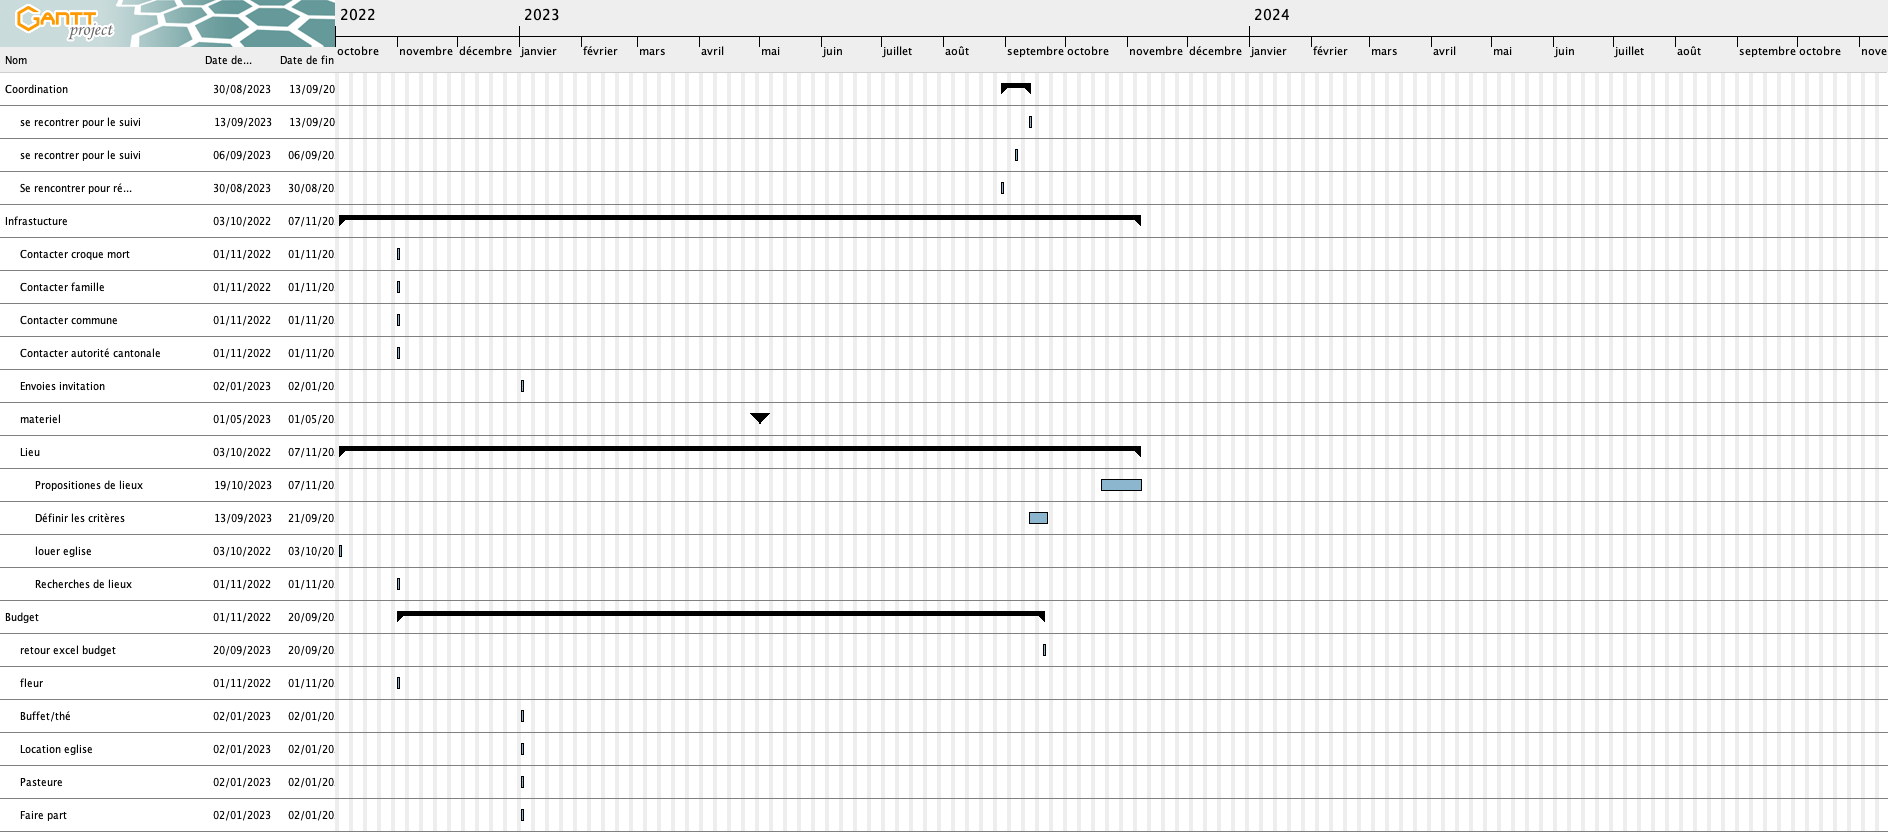 GANTT project
2022 2023 2024
octobre novembre décembre janvier février mars avril mai juin juillet août septembre octobre novembre décembre janvier février mars avril mai juin juillet août septembre octobre nove
Nom Date de... Date de fin
Coordination 30/08/2023 13/09/20
se recontrer pour le suivi 13/09/2023 13/09/20
se recontrer pour le suivi 06/09/2023 06/09/20
Se rencontrer pour ré... 30/08/2023 30/08/20
Infrastucture 03/10/2022 07/11/20
Contacter croque mort 01/11/2022 01/11/20
Contacter famille 01/11/2022 01/11/20
Contacter commune 01/11/2022 01/11/20
Contacter autorité cantonale 01/11/2022 01/11/20
Envoies invitation 02/01/2023 02/01/20
materiel 01/05/2023 01/05/20
Lieu 03/10/2022 07/11/20
Propositiones de lieux 19/10/2023 07/11/20
Définir les critères 13/09/2023 21/09/20
louer eglise 03/10/2022 03/10/20
Recherches de lieux 01/11/2022 01/11/20
Budget 01/11/2022 20/09/20
retour excel budget 20/09/2023 20/09/20
fleur 01/11/2022 01/11/20
Buffet/thé 02/01/2023 02/01/20
Location eglise 02/01/2023 02/01/20
Pasteure 02/01/2023 02/01/20
Faire part 02/01/2023 02/01/20